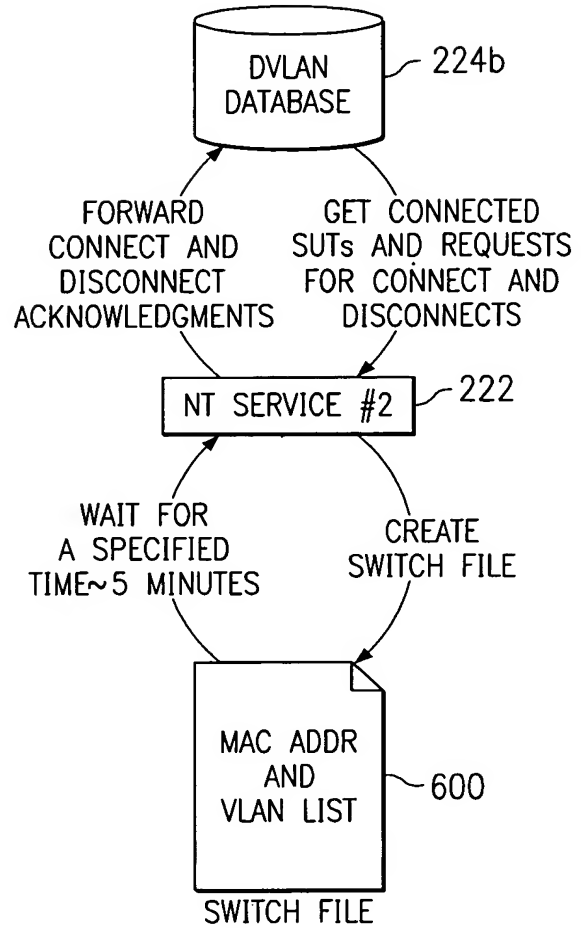 DVLAN
DATABASE
224b
FORWARD
CONNECT AND
DISCONNECT
ACKNOWLEDGMENTS
GET CONNECTED
SUTs AND REQUESTS
FOR CONNECT AND
DISCONNECTS
NT SERVICE #2
222
WAIT FOR
A SPECIFIED
TIME~5 MINUTES
CREATE
SWITCH FILE
MAC ADDR
AND
VLAN LIST
600
SWITCH FILE